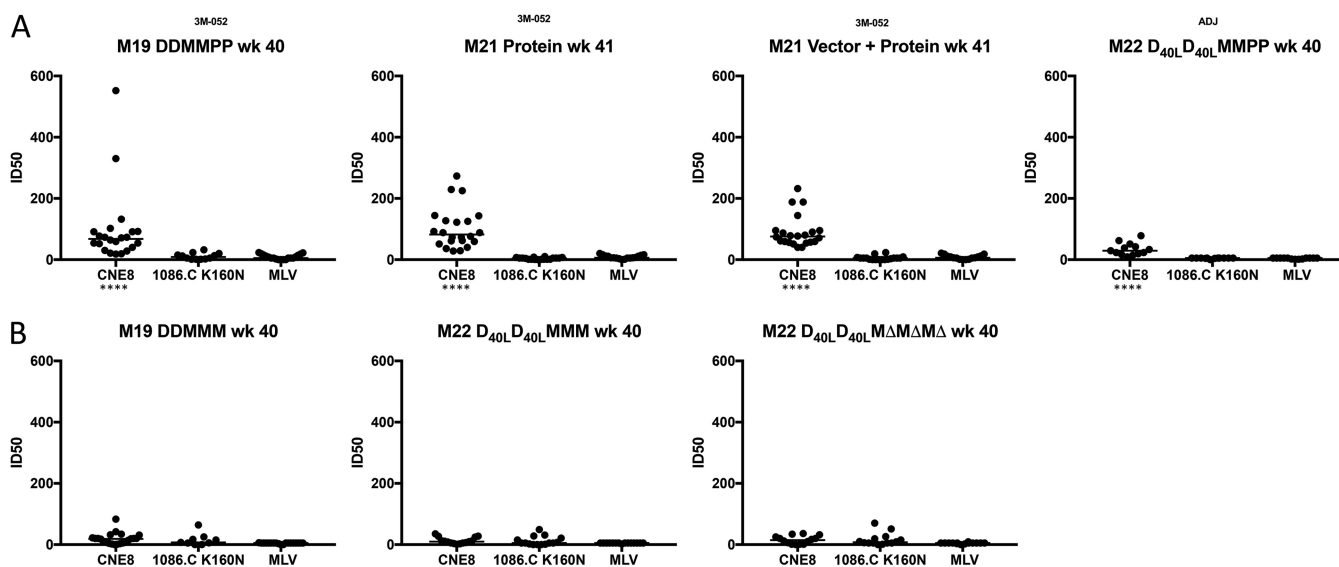 A
3M-052
M19 DDMMPP wk 40
600
400
200
0
ID50
CNE8
1086.C K160N
MLV
****
3M-052
M21 Protein wk 41
600
400
200
0
ID50
CNE8
1086.C K160N
MLV
****
3M-052
M21 Vector + Protein wk 41
600
400
200
0
ID50
CNE8
1086.C K160N
MLV
****
ADJ
M22 D40LD40LMMPP wk 40
600
400
200
0
ID50
CNE8
1086.C K160N
MLV
****
B
M19 DDMMM wk 40
600
400
200
0
ID50
CNE8
1086.C K160N
MLV
M22 D40LD40LMMM wk 40
600
400
200
0
ID50
CNE8
1086.C K160N
MLV
M22 D40LD40LMΔMΔMΔ wk 40
600
400
200
0
ID50
CNE8
1086.C K160N
MLV